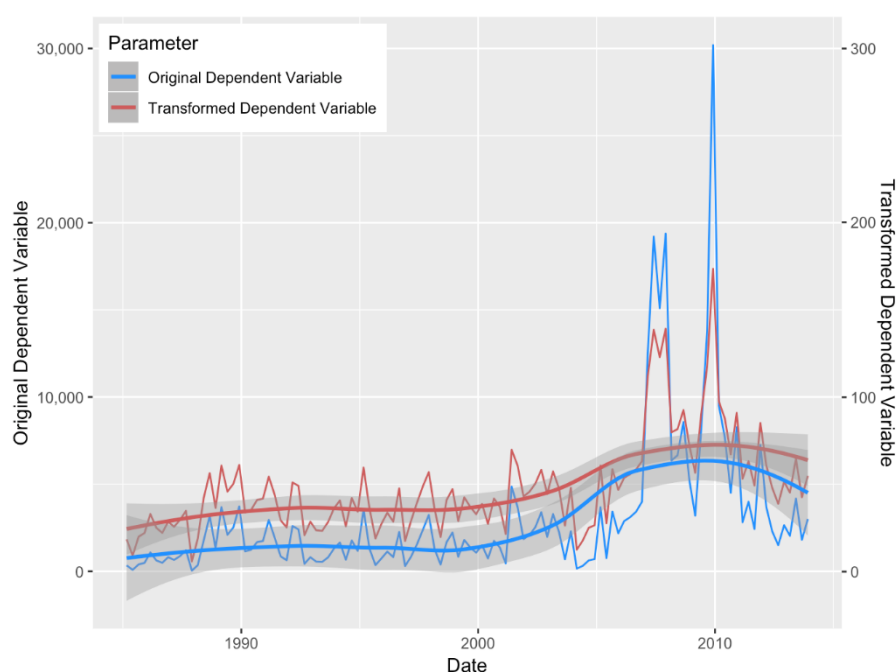 Parameter
Original Dependent Variable
Transformed Dependent Variable
30,000
20,000
10,000
0
Original Dependent Variable
300
200
100
0
Transformed Dependent Variable
1990
2000
2010
Date